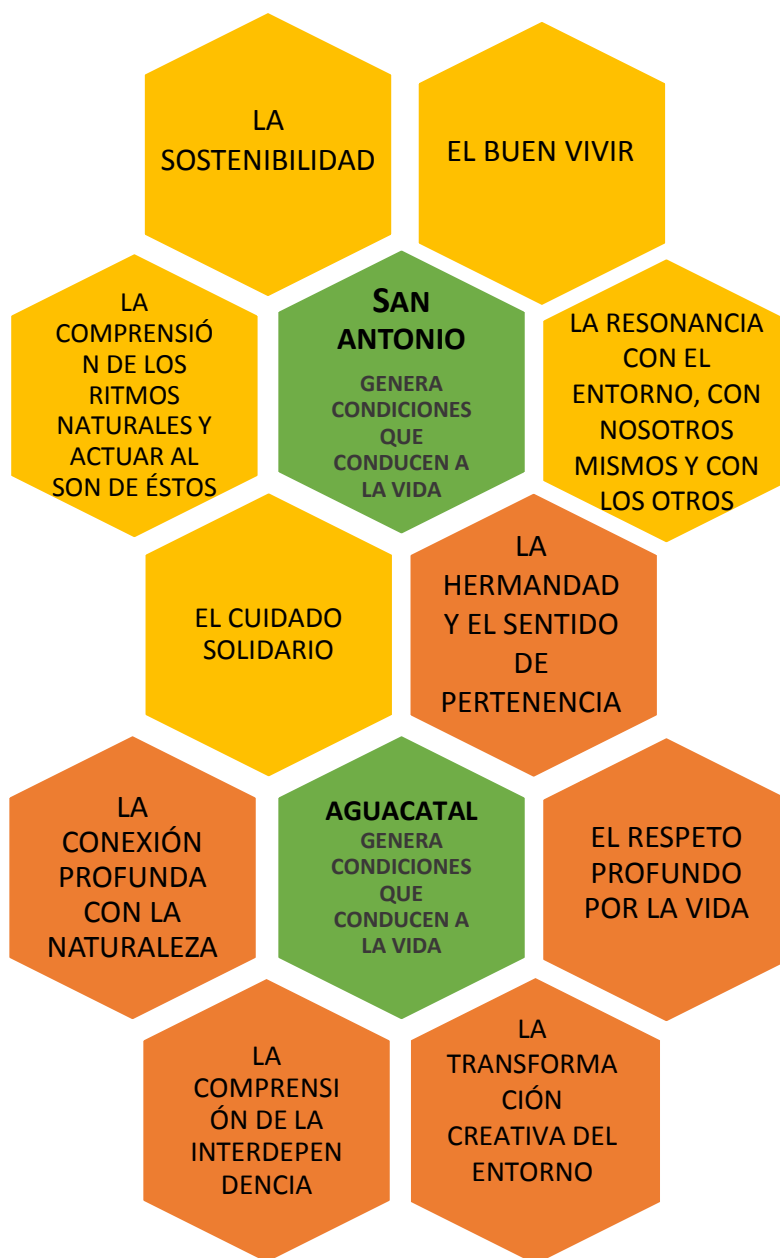 LA
SOSTENIBILIDAD
EL BUEN VIVIR
LA
COMPRENSIÓ
N DE LOS
RITMOS
NATURALES Y
ACTUAR AL
SON DE ÉSTOS
SAN
ANTONIO
GENERA
CONDICIONES
QUE
CONDUCEN A
LA VIDA
LA RESONANCIA
CON EL
ENTORNO, CON
NOSOTROS
MISMOS Y CON
LOS OTROS
EL CUIDADO
SOLIDARIO
LA
HERMANDAD
Y EL SENTIDO
DE
PERTENENCIA
LA
CONEXIÓN
PROFUNDA
CON LA
NATURALEZA
AGUACATAL
GENERA
CONDICIONES
QUE
CONDUCEN A
LA VIDA
EL RESPETO
PROFUNDO
POR LA VIDA
LA
COMPRENSI
ÓN DE LA
INTERDEPEN
DENCIA
LA
TRANSFORMA
CIÓN
CREATIVA DEL
ENTORNO